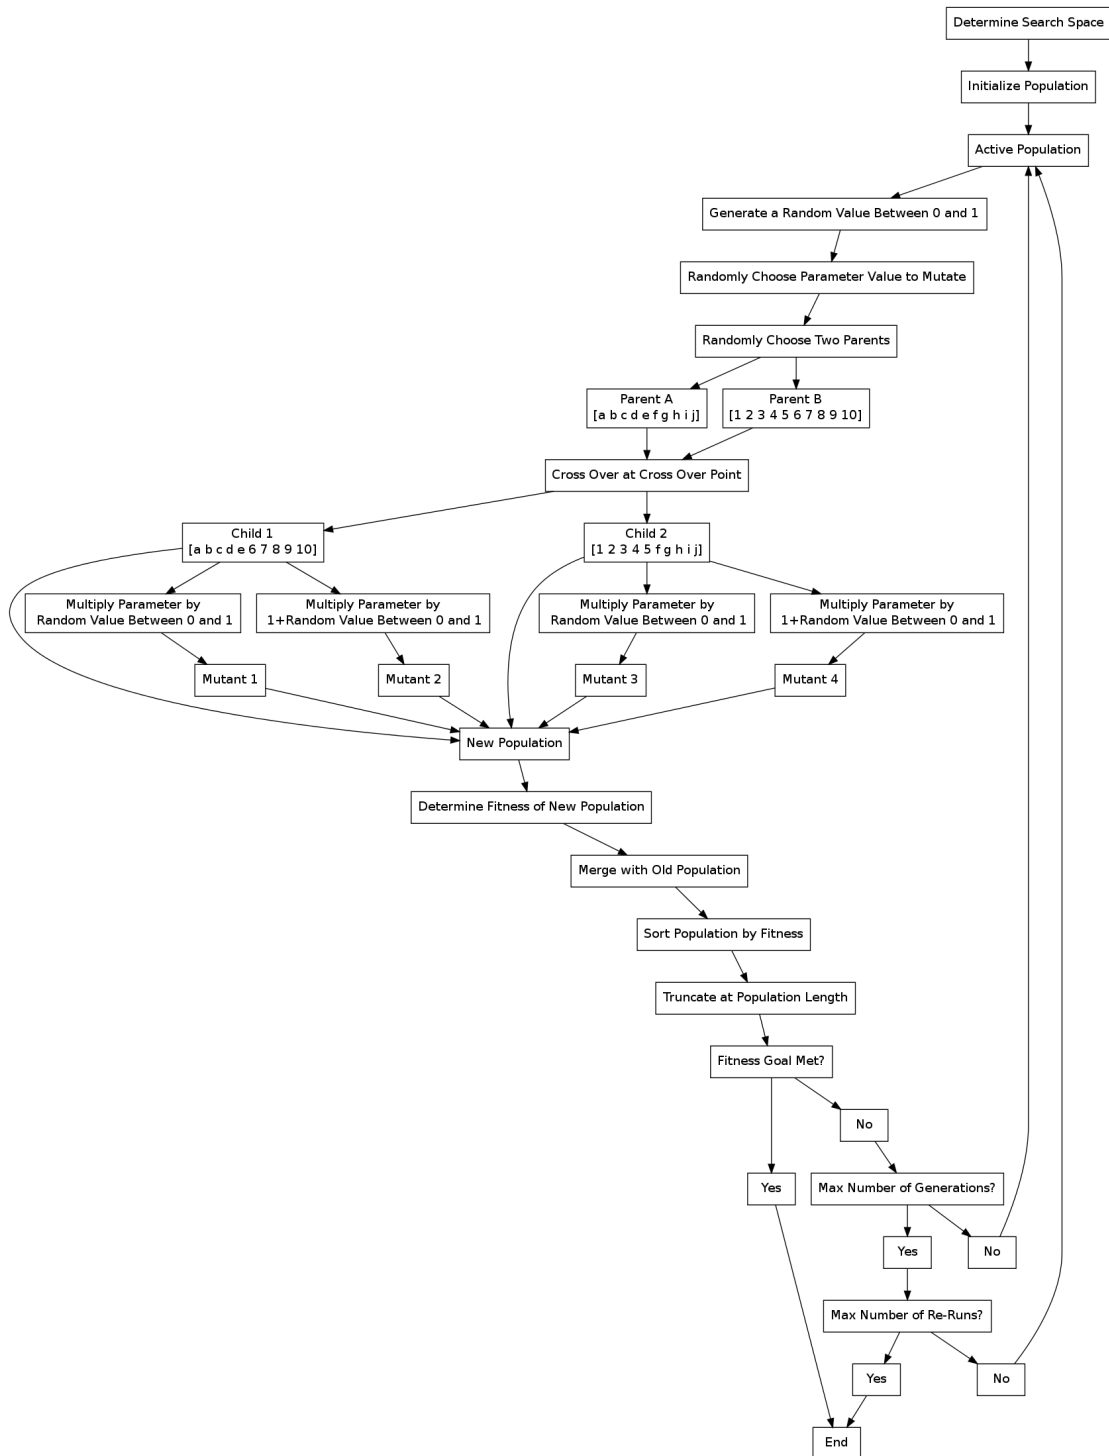 Determine Search Space
Initialize Population
Active Population
Generate a Random Value Between 0 and 1
Randomly Choose Parameter Value to Mutate
Randomly Choose Two Parents
Parent A
[a b c d e f g h i j]
Parent B
[1 2 3 4 5 6 7 8 9 10]
Cross Over at Cross Over Point
Child 1
[a b c d e 6 7 8 9 10]
Child 2
[1 2 3 4 5 f g h i j]
Multiply Parameter by
Random Value Between 0 and 1
Multiply Parameter by
1+Random Value Between 0 and 1
Multiply Parameter by
Random Value Between 0 and 1
Multiply Parameter by
1+Random Value Between 0 and 1
Mutant 1
Mutant 2
Mutant 3
Mutant 4
New Population
Determine Fitness of New Population
Merge with Old Population
Sort Population by Fitness
Truncate at Population Length
Fitness Goal Met?
No
Yes
Max Number of Generations?
Yes
No
Max Number of Re-Runs?
Yes
No
End